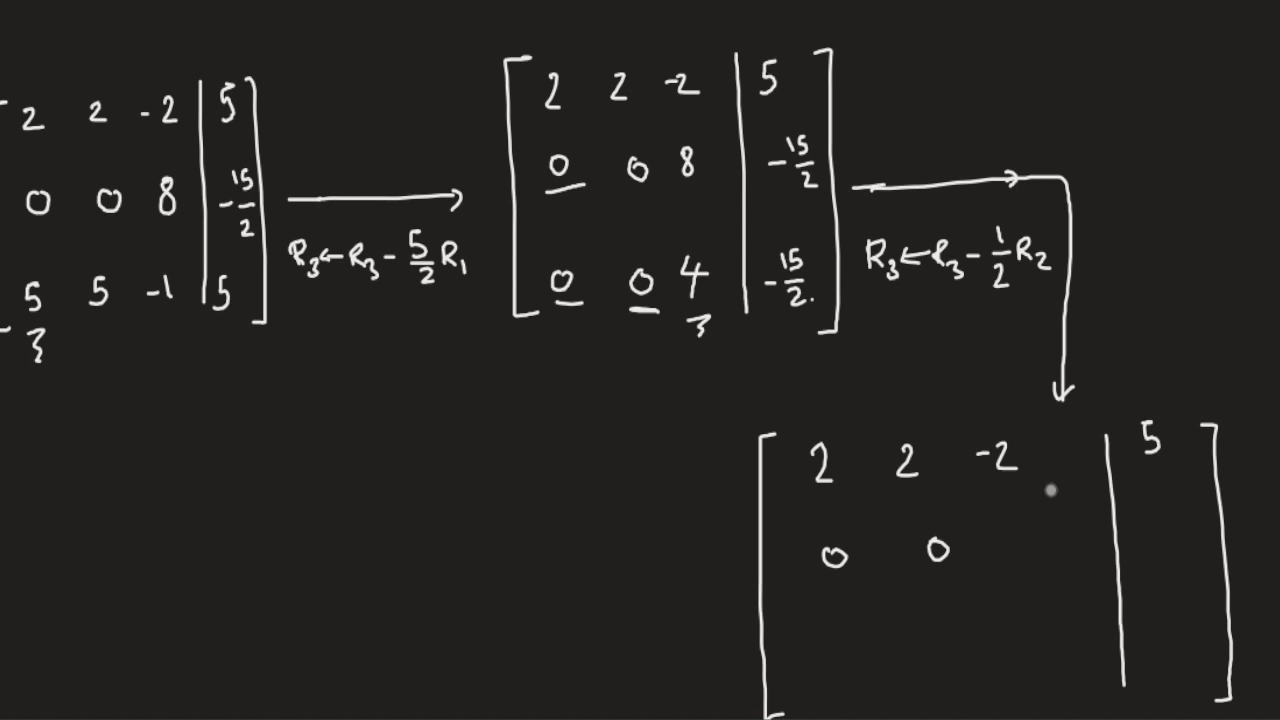 2 2 -2 | 5
0 0 8 | -15/2
5 5 -1 | 5
R₃ ← R₃ - 5/2 R₁
2 2 -2 | 5
0 0 8 | -15/2
0 0 4 | -15/2.
R₃ ← R₃ - 1/2 R₂
2 2 -2 | 5
0 0